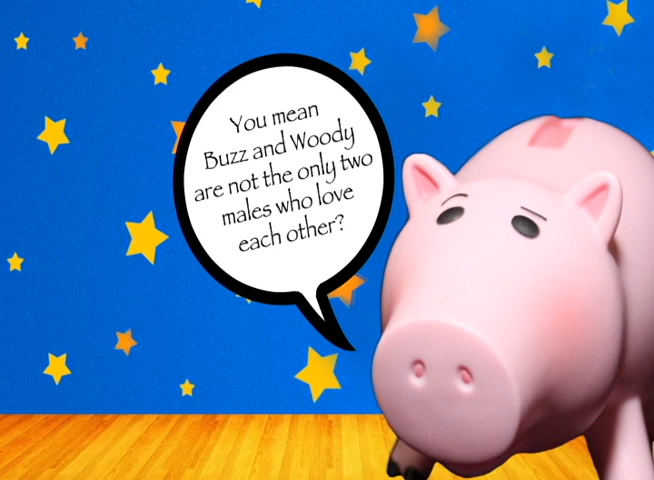 You mean
Buzz and Woody
are not the only two
males who love
each other?